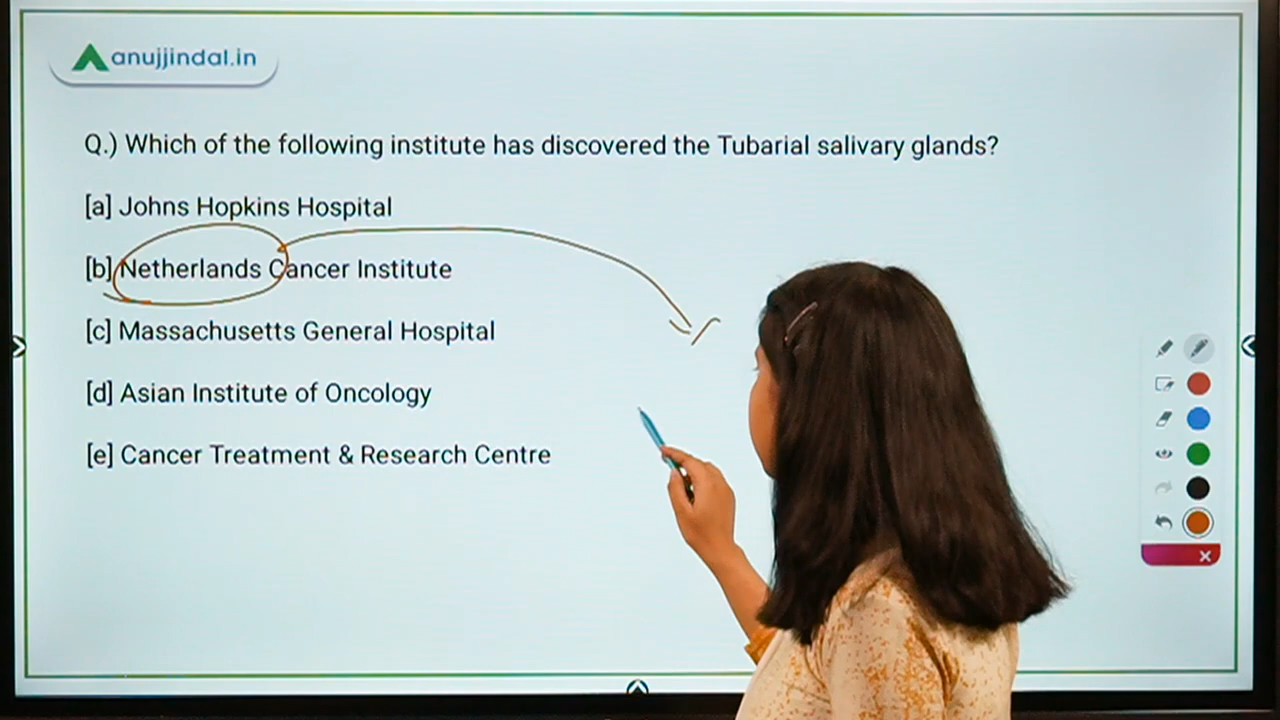 anujjindal.in
Q.) Which of the following institute has discovered the Tubarial salivary glands?
[a] Johns Hopkins Hospital
[b] Netherlands Cancer Institute
[c] Massachusetts General Hospital
[d] Asian Institute of Oncology
[e] Cancer Treatment & Research Centre